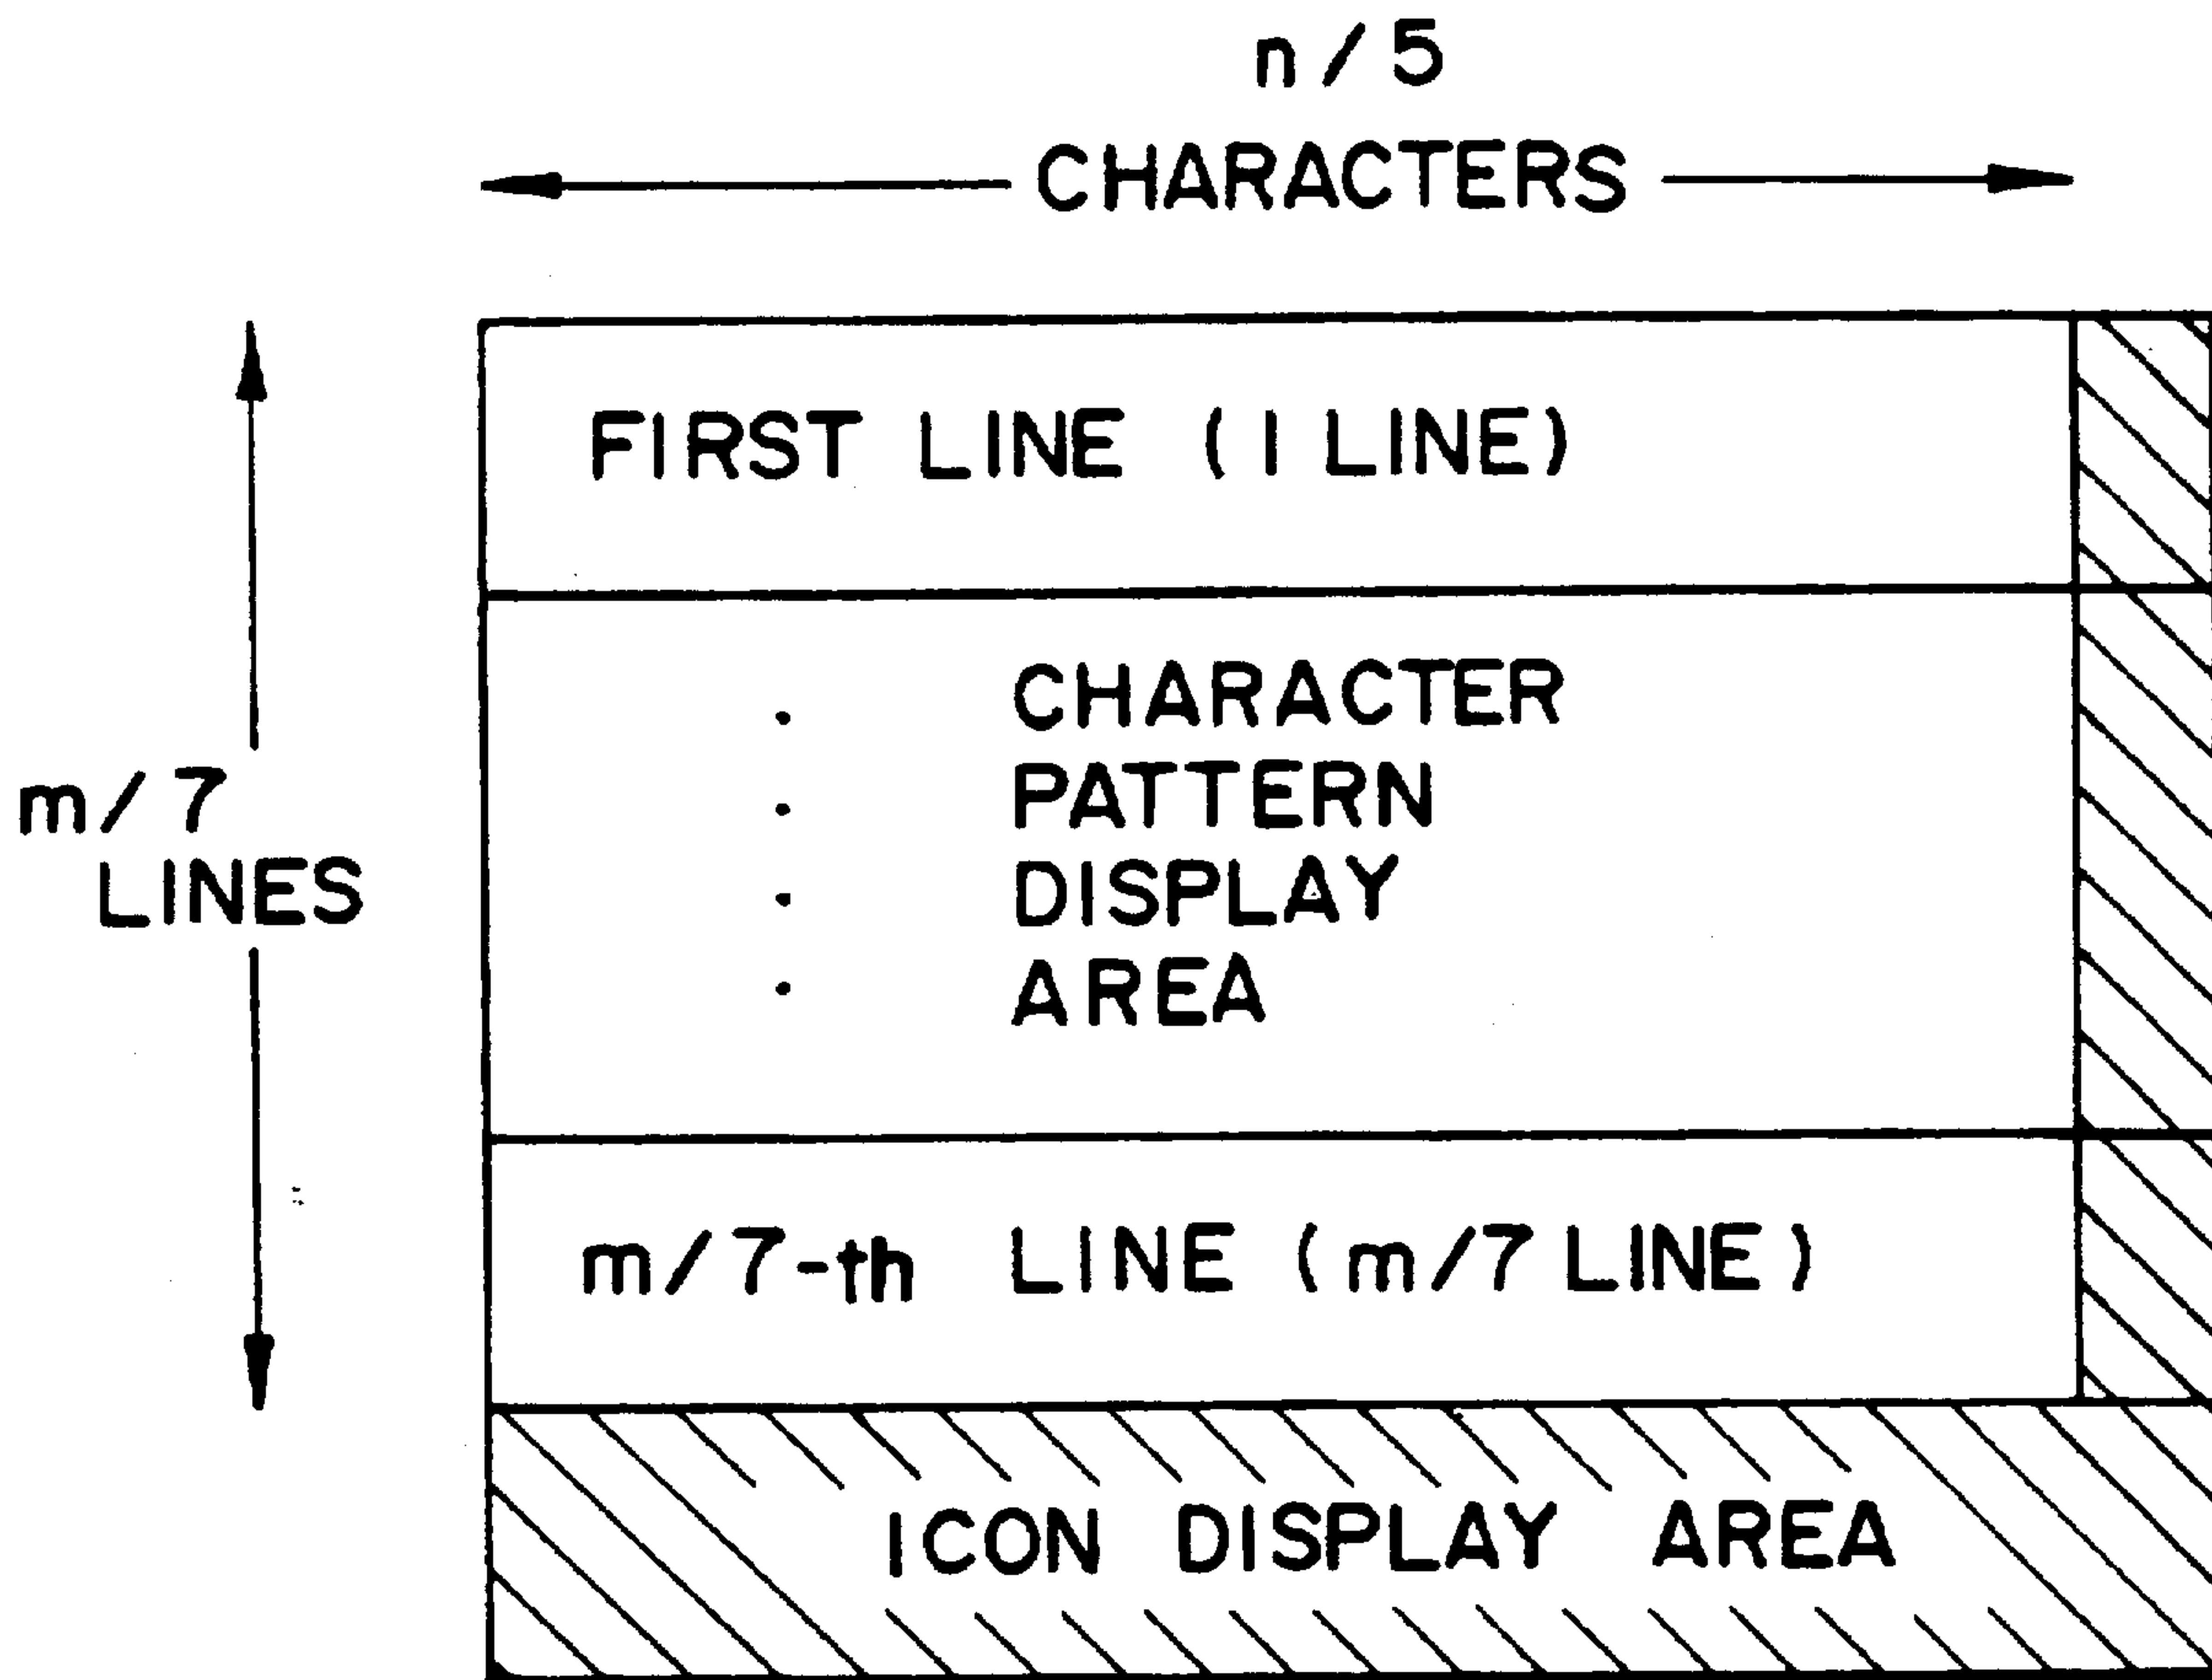 n/5
CHARACTERS
FIRST LINE (1 LINE)
CHARACTER
PATTERN
DISPLAY
AREA
m/7
LINES
m/7-th LINE (m/7 LINE)
ICON DISPLAY AREA